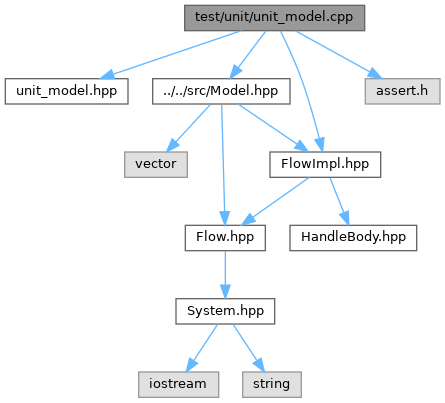 test/unit/unit_model.cpp
unit_model.hpp
../../src/Model.hpp
assert.h
vector
FlowImpl.hpp
Flow.hpp
HandleBody.hpp
System.hpp
iostream
string